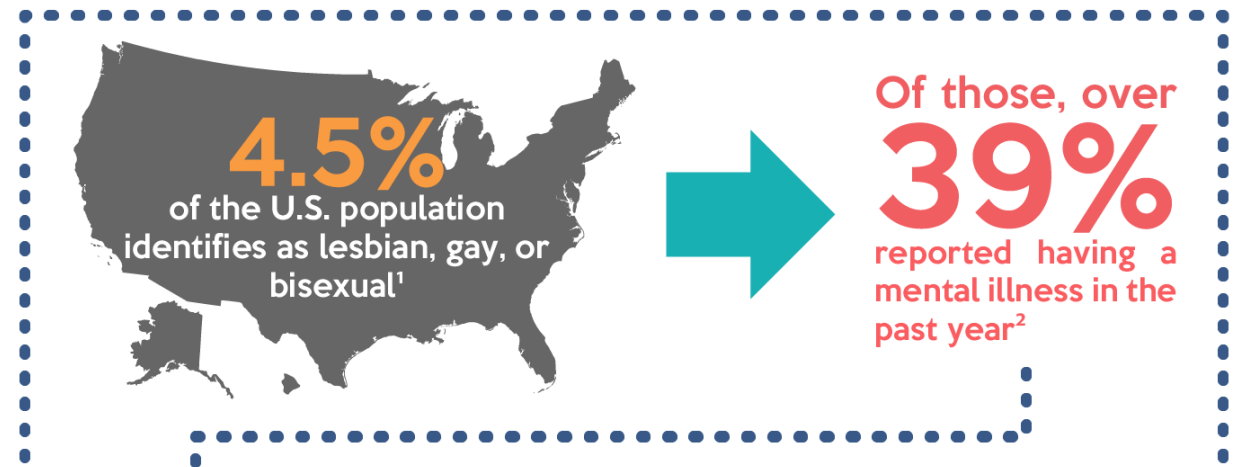 4.5%
of the U.S. population
identifies as lesbian, gay, or
bisexual¹
Of those, over
39%
reported having a
mental illness in the
past year²